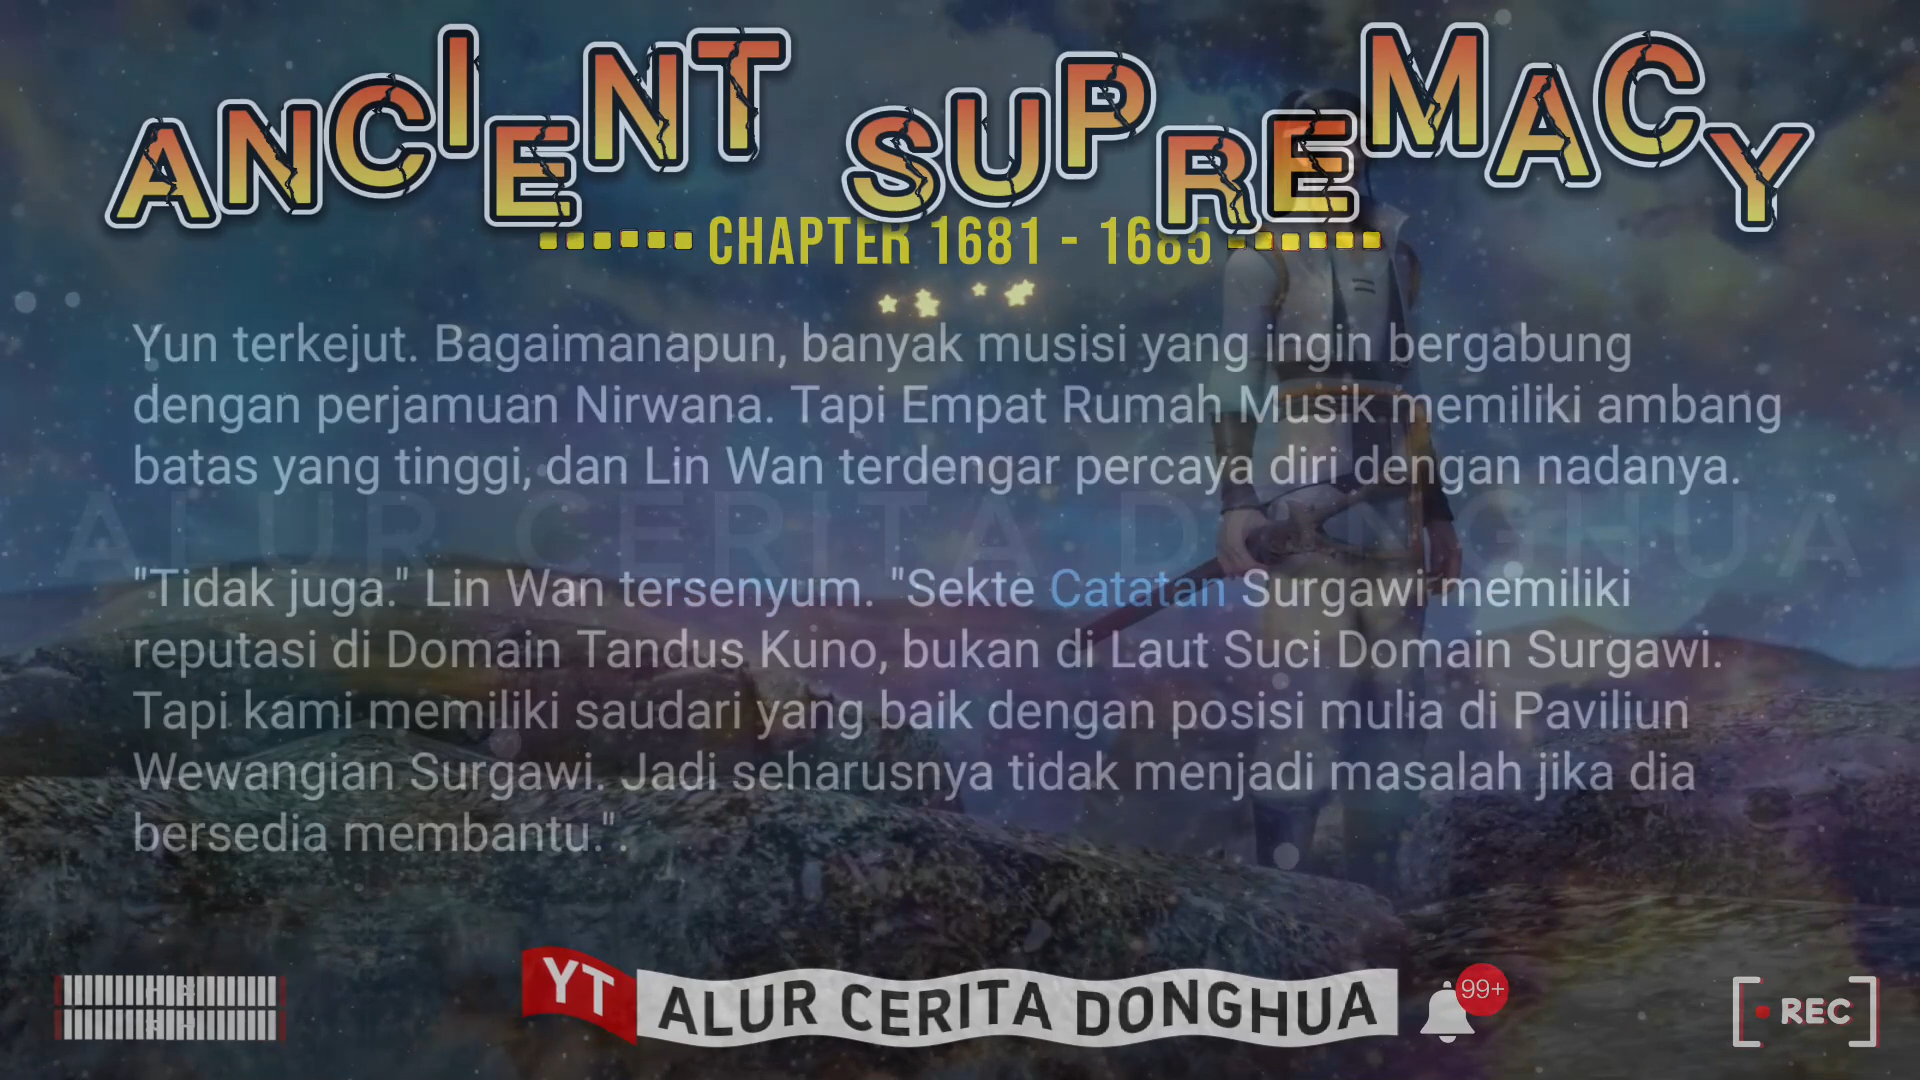 ANCIENT SUPREMACY
CHAPTER 1681 - 1685
Yun terkejut. Bagaimanapun, banyak musisi yang ingin bergabung
dengan perjamuan Nirwana. Tapi Empat Rumah Musik memiliki ambang
batas yang tinggi, dan Lin Wan terdengar percaya diri dengan nadanya.
ALUR CERITA DONGHUA
"Tidak juga." Lin Wan tersenyum. "Sekte Catatan Surgawi memiliki
reputasi di Domain Tandus Kuno, bukan di Laut Suci Domain Surgawi.
Tapi kami memiliki saudari yang baik dengan posisi mulia di Paviliun
Wewangian Surgawi. Jadi seharusnya tidak menjadi masalah jika dia
bersedia membantu.".
YT ALUR CERITA DONGHUA
99+
REC